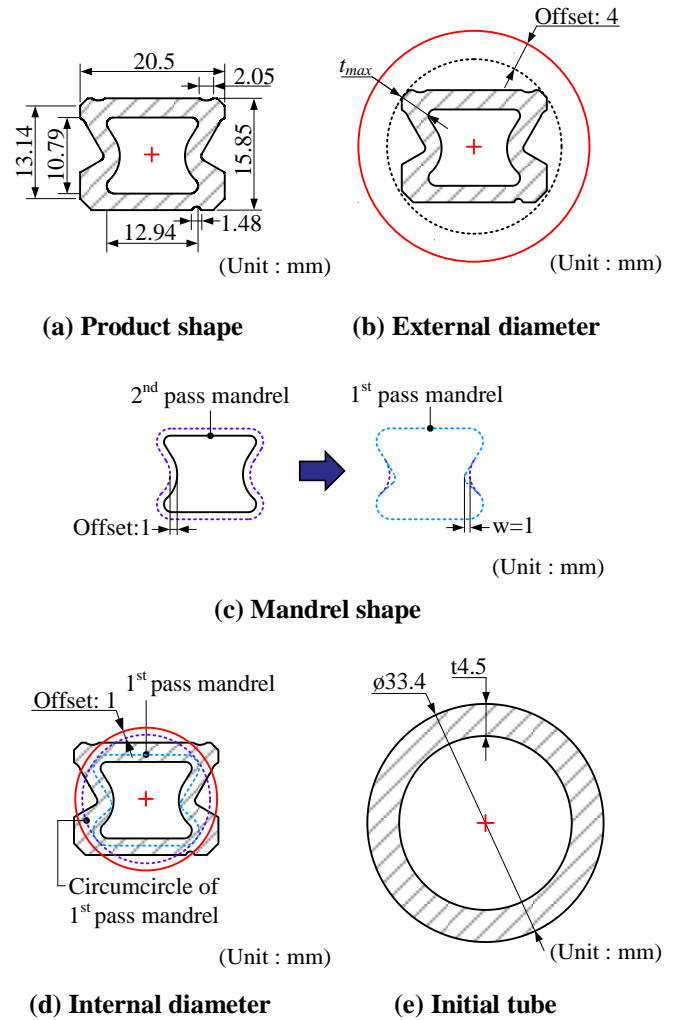 20.5
2.05
13.14
10.79
15.85
12.94
1.48
(Unit : mm)
(a) Product shape
Offset: 4
tmax
(Unit : mm)
(b) External diameter
2nd pass mandrel
Offset:1
1st pass mandrel
w=1
(Unit : mm)
(c) Mandrel shape
1st pass mandrel
Offset: 1
Circumcircle of
1st pass mandrel
(Unit : mm)
(d) Internal diameter
ø33.4
t4.5
(Unit : mm)
(e) Initial tube